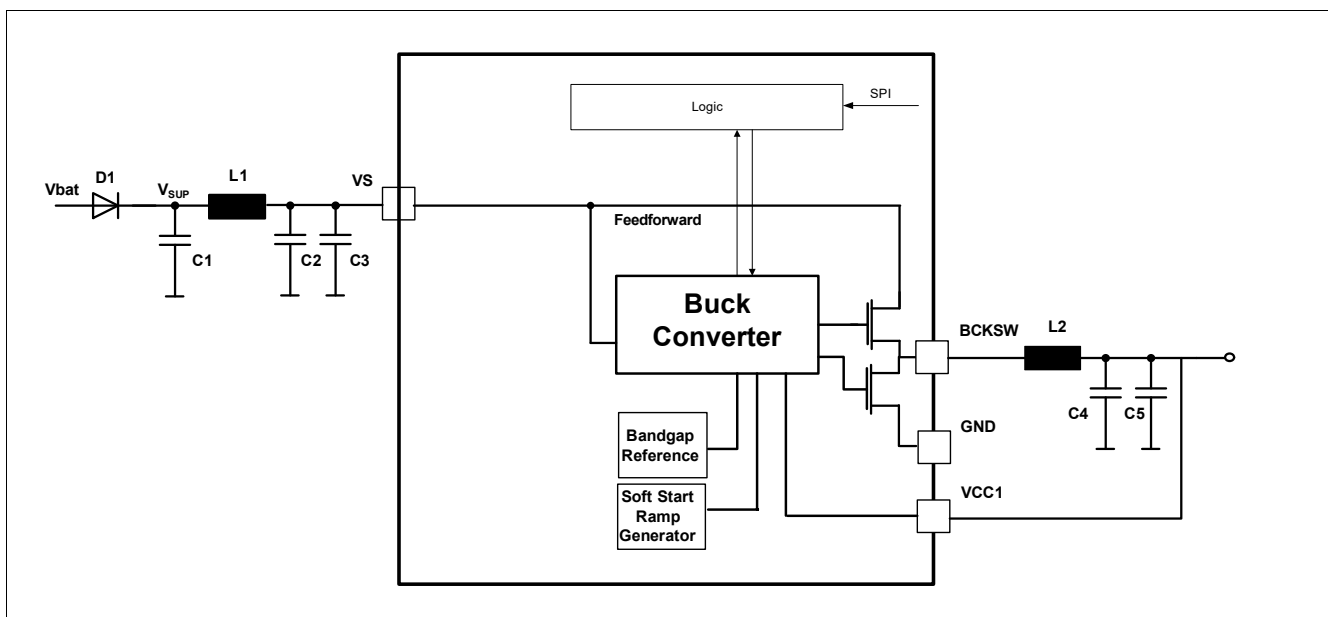 Logic
SPI
Vbat
D1
VSUP
L1
VS
C1
C2
C3
Feedforward
Buck
Converter
BCKSW
L2
C4
C5
GND
Bandgap
Reference
VCC1
Soft Start
Ramp
Generator